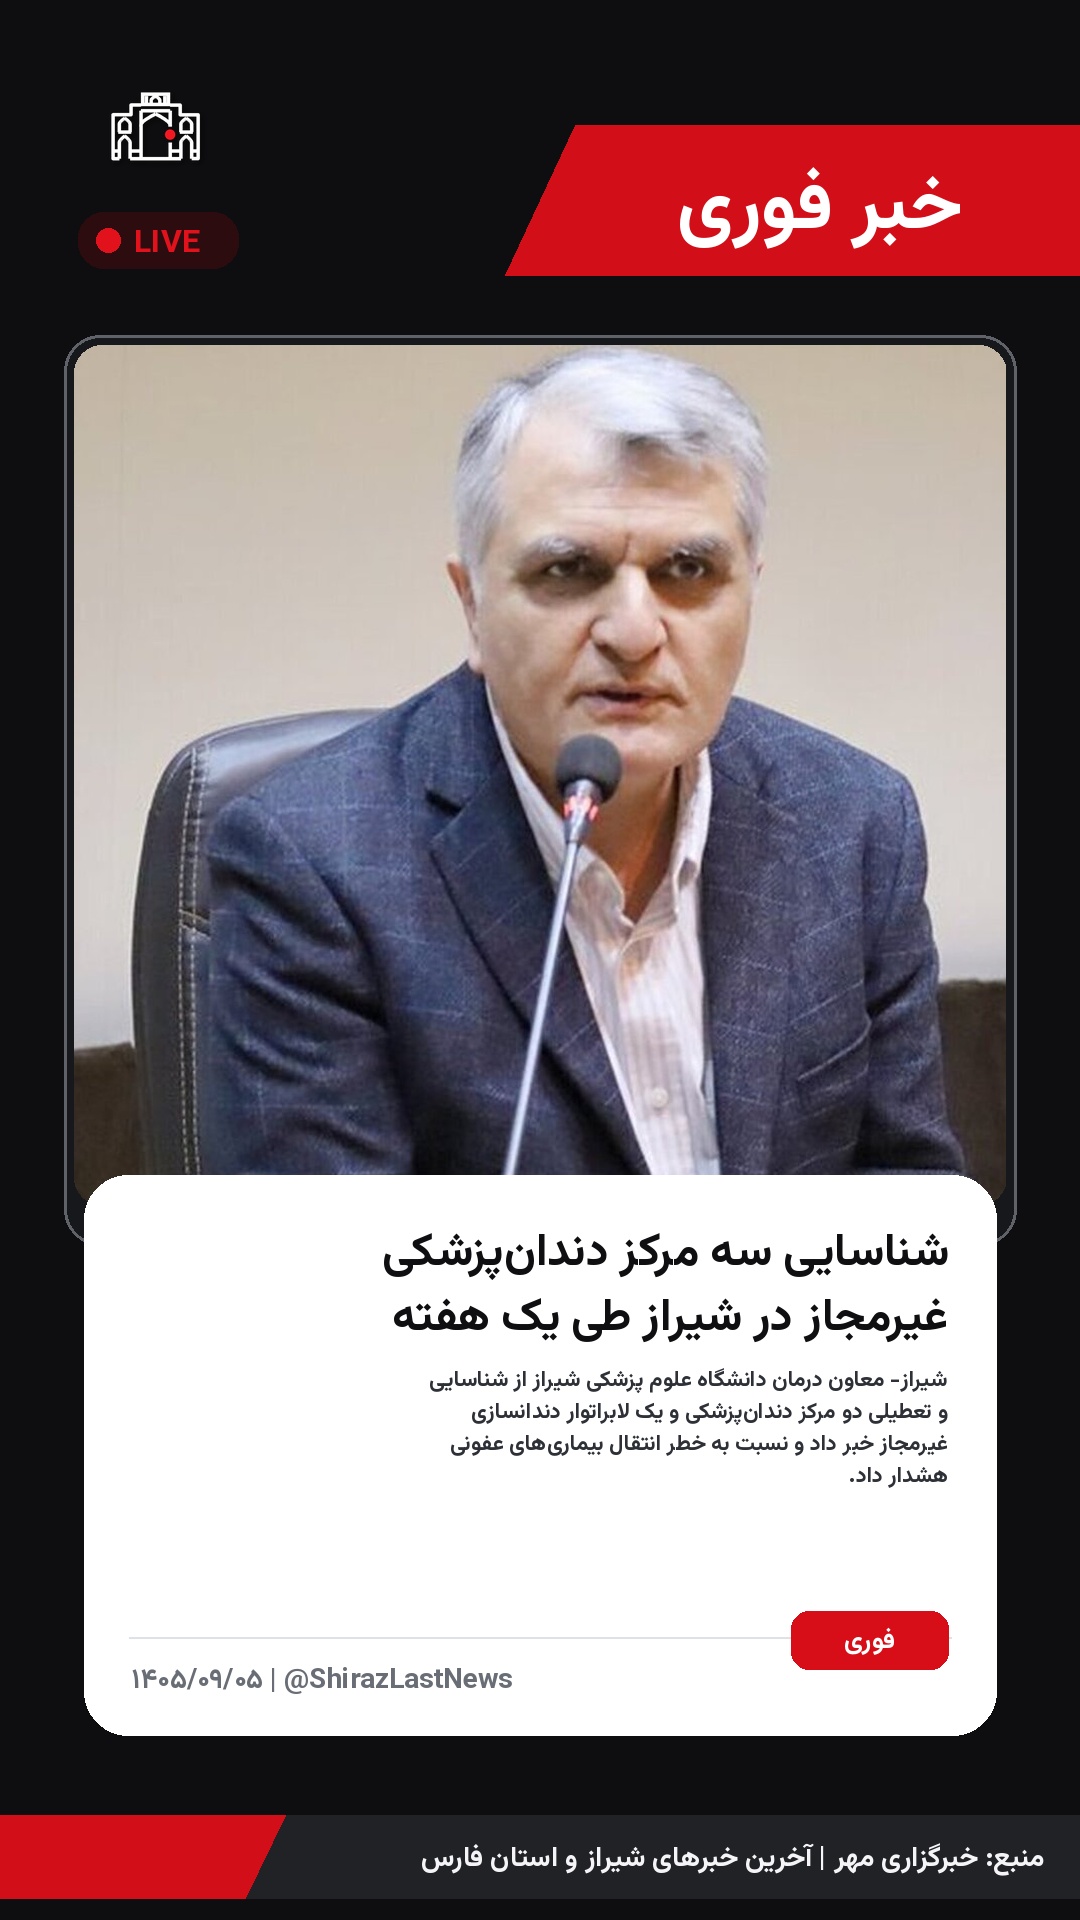 خبر فوری
LIVE
شناسایی سه مرکز دندان‌پزشکی
غیرمجاز در شیراز طی یک هفته
شیراز- معاون درمان دانشگاه علوم پزشکی شیراز از شناسایی
و تعطیلی دو مرکز دندان‌پزشکی و یک لابراتوار دندانسازی
غیرمجاز خبر داد و نسبت به خطر انتقال بیماری‌های عفونی
هشدار داد.
فوری
۱۴۰۵/۰۹/۰۵ | @ShirazLastNews
منبع: خبرگزاری مهر | آخرین خبرهای شیراز و استان فارس